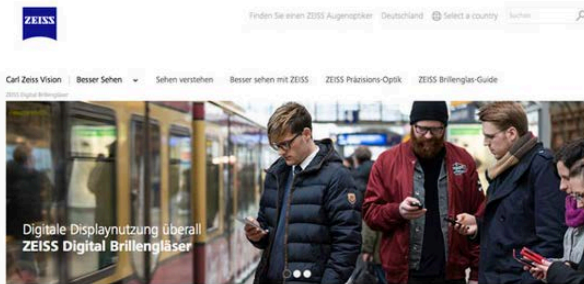 ZEISS
Finden Sie einen ZEISS Augenoptiker Deutschland Select a country Suchen
Carl Zeiss Vision Besser Sehen Sehen verstehen Besser sehen mit ZEISS ZEISS Präzisions-Optik ZEISS Brillenglas-Guide
ZEISS Digital Brillengläser
Digitale Displaynutzung überall
ZEISS Digital Brillengläser